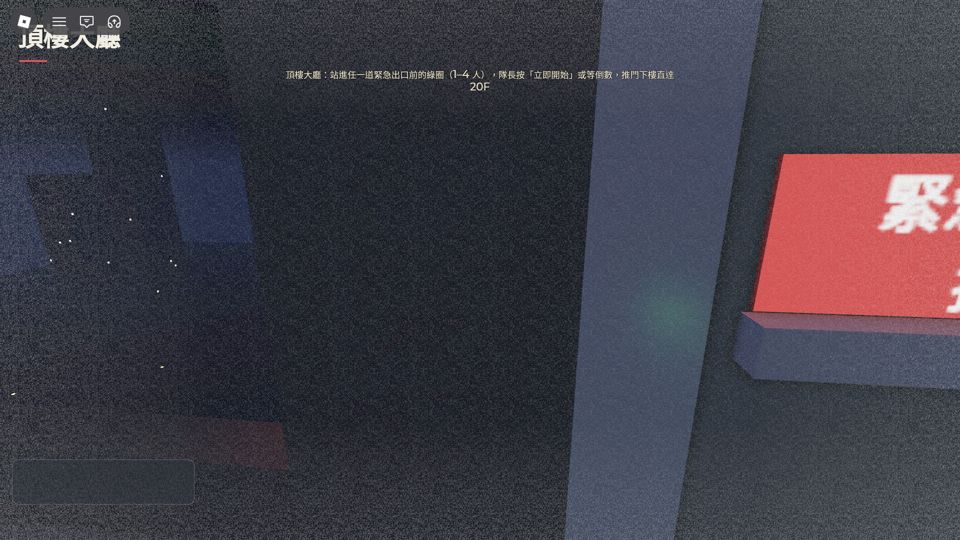 頂樓大廳
頂樓大廳：站進任一道緊急出口前的綠圈（1–4 人），隊長按「立即開始」或等倒數，推門下樓直達
20F
緊